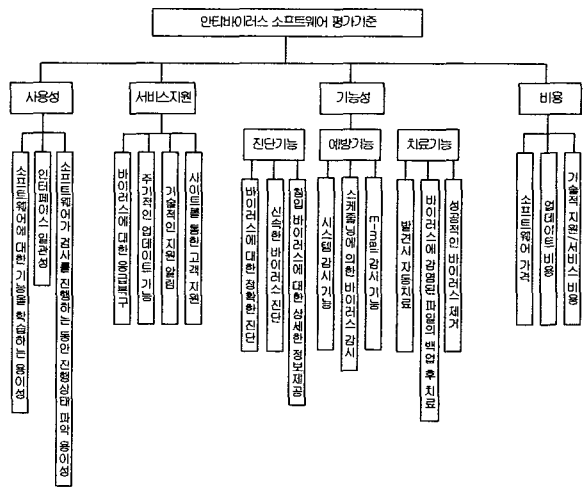 안티바이러스 소프트웨어 평가기준
사용성
서비스지원
기능성
비용
진단기능
예방기능
치료기능
소프트웨어에 대한 기능을 학습하는 용이성
인터페이스 일관성
소프트웨어가 검사를 진행하는 동안 진행상태 파악 용이성
바이러스에 대한 응급복구
주기적인 업데이트 가능
기술적인 지원 알림
사이트를 통한 고객 지원
바이러스에 대한 정확한 진단
신속한 바이러스 진단
침입 바이러스에 대한 상세한 정보제공
시스템 감시 기능
스케줄링에 의한 바이러스 감시
E-mail 감시 기능
발견시 자동치료
바이러스에 감염된 파일의 백업 후 치료
성공적인 바이러스 제거
소프트웨어 가격
업데이트 비용
기술적 지원/서비스 비용